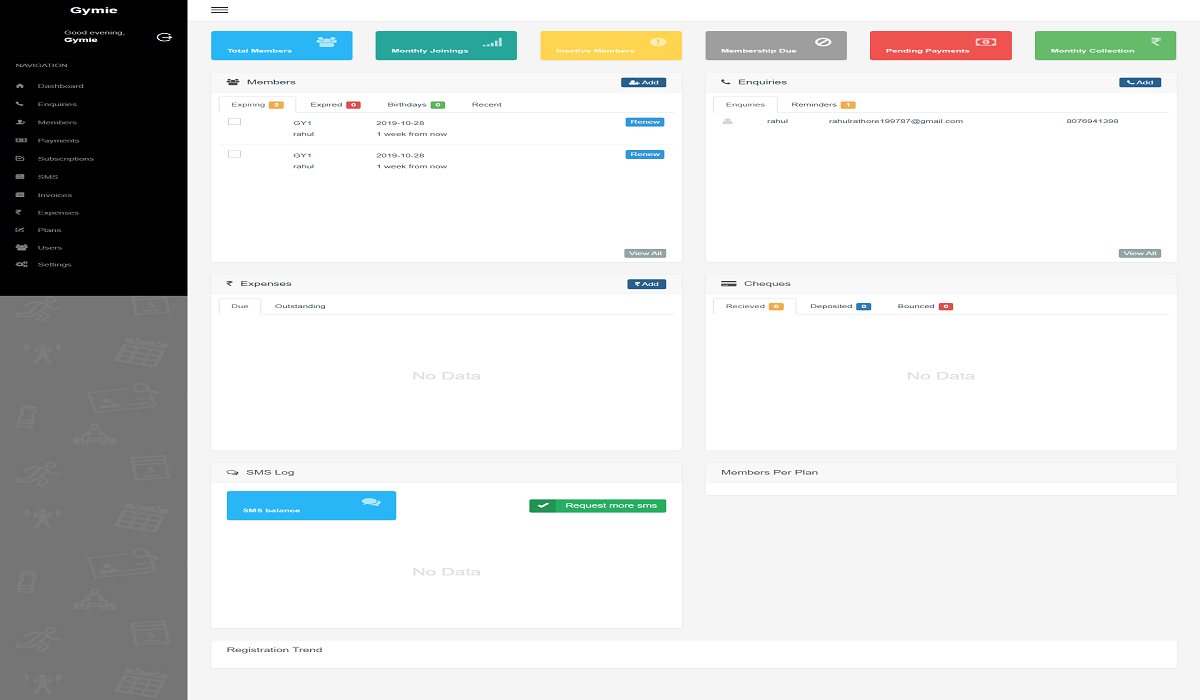 Gymie
Good evening,
Gymie
NAVIGATION
Dashboard
Enquiries
Members
Payments
Subscriptions
SMS
Invoices
Expenses
Plans
Users
Settings
Total Members
Monthly Joinings
Inactive Members
Membership Due
Pending Payments
Monthly Collection
Members
Add
Expiring 2 Expired 0 Birthdays 0 Recent
GY1 2019-10-28 Renew
rahul 1 week from now
GY1 2019-10-28 Renew
rahul 1 week from now
View All
Enquiries
Add
Enquiries Reminders 1
rahul rahulrathore199787@gmail.com 8076941398
View All
₹ Expenses
₹ Add
Due Outstanding
No Data
Cheques
Recieved 0 Deposited 0 Bounced 0
No Data
SMS Log
SMS balance
Request more sms
No Data
Members Per Plan
Registration Trend